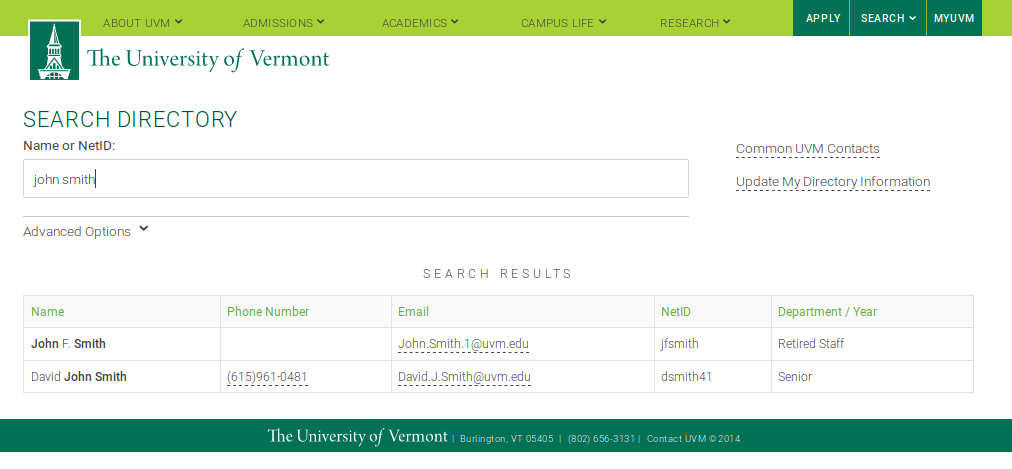 ABOUT UVM ADMISSIONS ACADEMICS CAMPUS LIFE RESEARCH APPLY SEARCH MYUVM
The University of Vermont
SEARCH DIRECTORY
Name or NetID:
john smith
Common UVM Contacts
Update My Directory Information
Advanced Options
SEARCH RESULTS
Name Phone Number Email NetID Department / Year
John F. Smith John.Smith.1@uvm.edu jfsmith Retired Staff
David John Smith (615)961-0481 David.J.Smith@uvm.edu dsmith41 Senior
The University of Vermont | Burlington, VT 05405 | (802) 656-3131 | Contact UVM © 2014